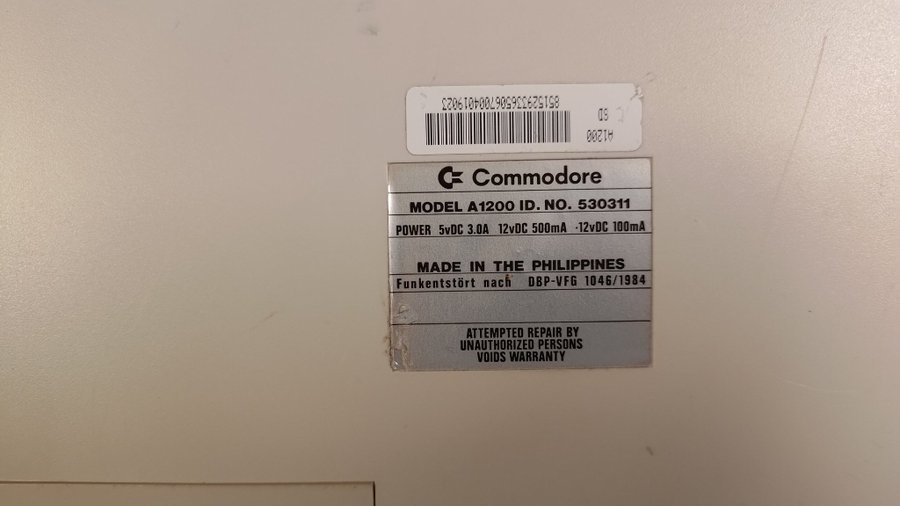 A1200
Commodore
MODEL A1200 ID. NO. 530311
POWER 5vDC 3.0A 12vDC 500mA -12vDC 100mA
MADE IN THE PHILIPPINES
Funkentstört nach DBP-VFG 1046/1984
ATTEMPTED REPAIR BY
UNAUTHORIZED PERSONS
VOIDS WARRANTY